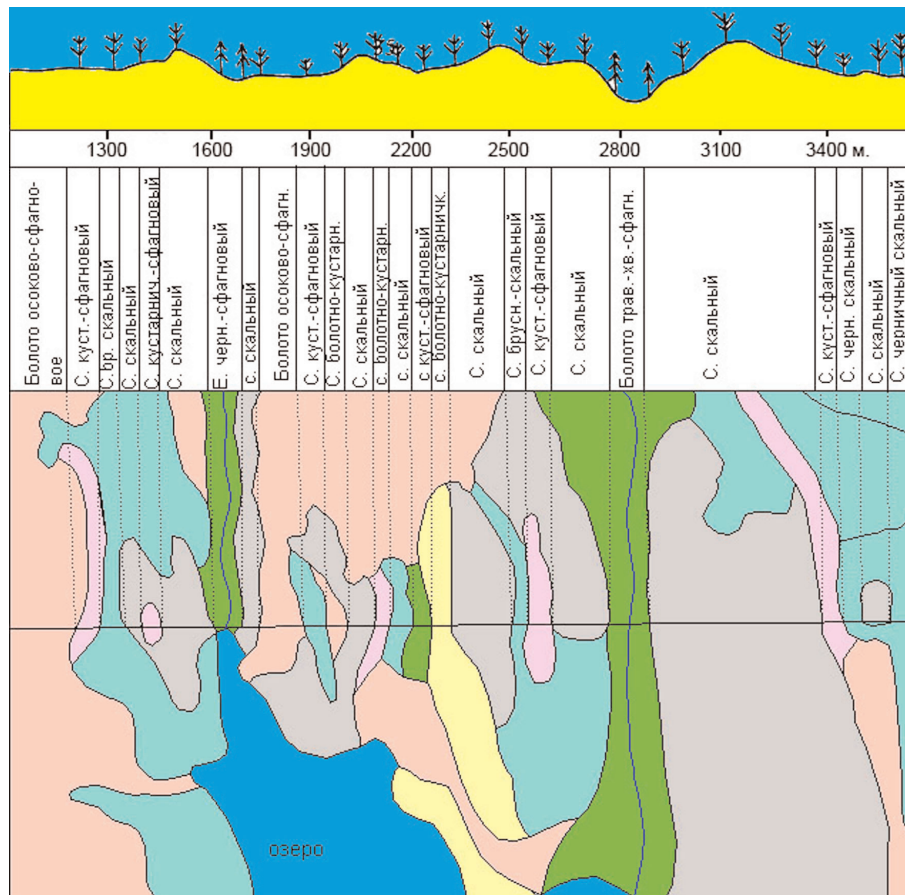 1300 1600 1900 2200 2500 2800 3100 3400 м.
Болото осоково-сфагно-
вое
С. куст.-сфагновый
С. бр. скальный
С. скальный
С. кустарнич.-сфагновый
С. скальный
Е. черн.-сфагновый
с. скальный
Болото осоково-сфагн.
С. куст.-сфагновый
С. болотно-кустарн.
С. скальный
с. болотно-кустарн.
с. скальный
с куст.-сфагновый
с. болотно-кустарничк.
С. скальный
С. брусн.-скальный
С. куст.-сфагновый
С. скальный
Болото трав.-хв.-сфагн.
С. скальный
С. куст-сфагновый
С. черн. скальный
с. скальный
С. черничный скальный
озеро